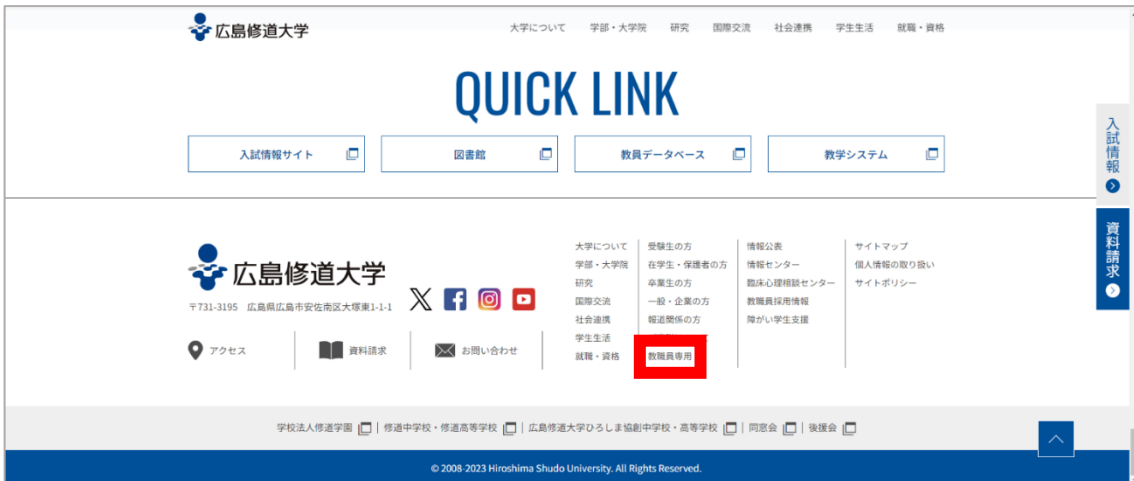 広島修道大学
大学について 学部・大学院 研究 国際交流 社会連携 学生生活 就職・資格
QUICK LINK
入試情報サイト 図書館 教員データベース 教学システム
入試情報
資料請求
広島修道大学
〒731-3195 広島県広島市安佐南区大塚東1-1-1
アクセス 資料請求 お問い合わせ
大学について
学部・大学院
研究
国際交流
社会連携
学生生活
就職・資格
受験生の方
在学生・保護者の方
卒業生の方
一般・企業の方
報道関係の方
教職員専用
情報公表
情報センター
臨床心理相談センター
教職員採用情報
障がい学生支援
サイトマップ
個人情報の取り扱い
サイトポリシー
学校法人修道学園 | 修道中学校・修道高等学校 | 広島修道大学ひろしま協創中学校・高等学校 | 同窓会 | 後援会
© 2008-2023 Hiroshima Shudo University. All Rights Reserved.